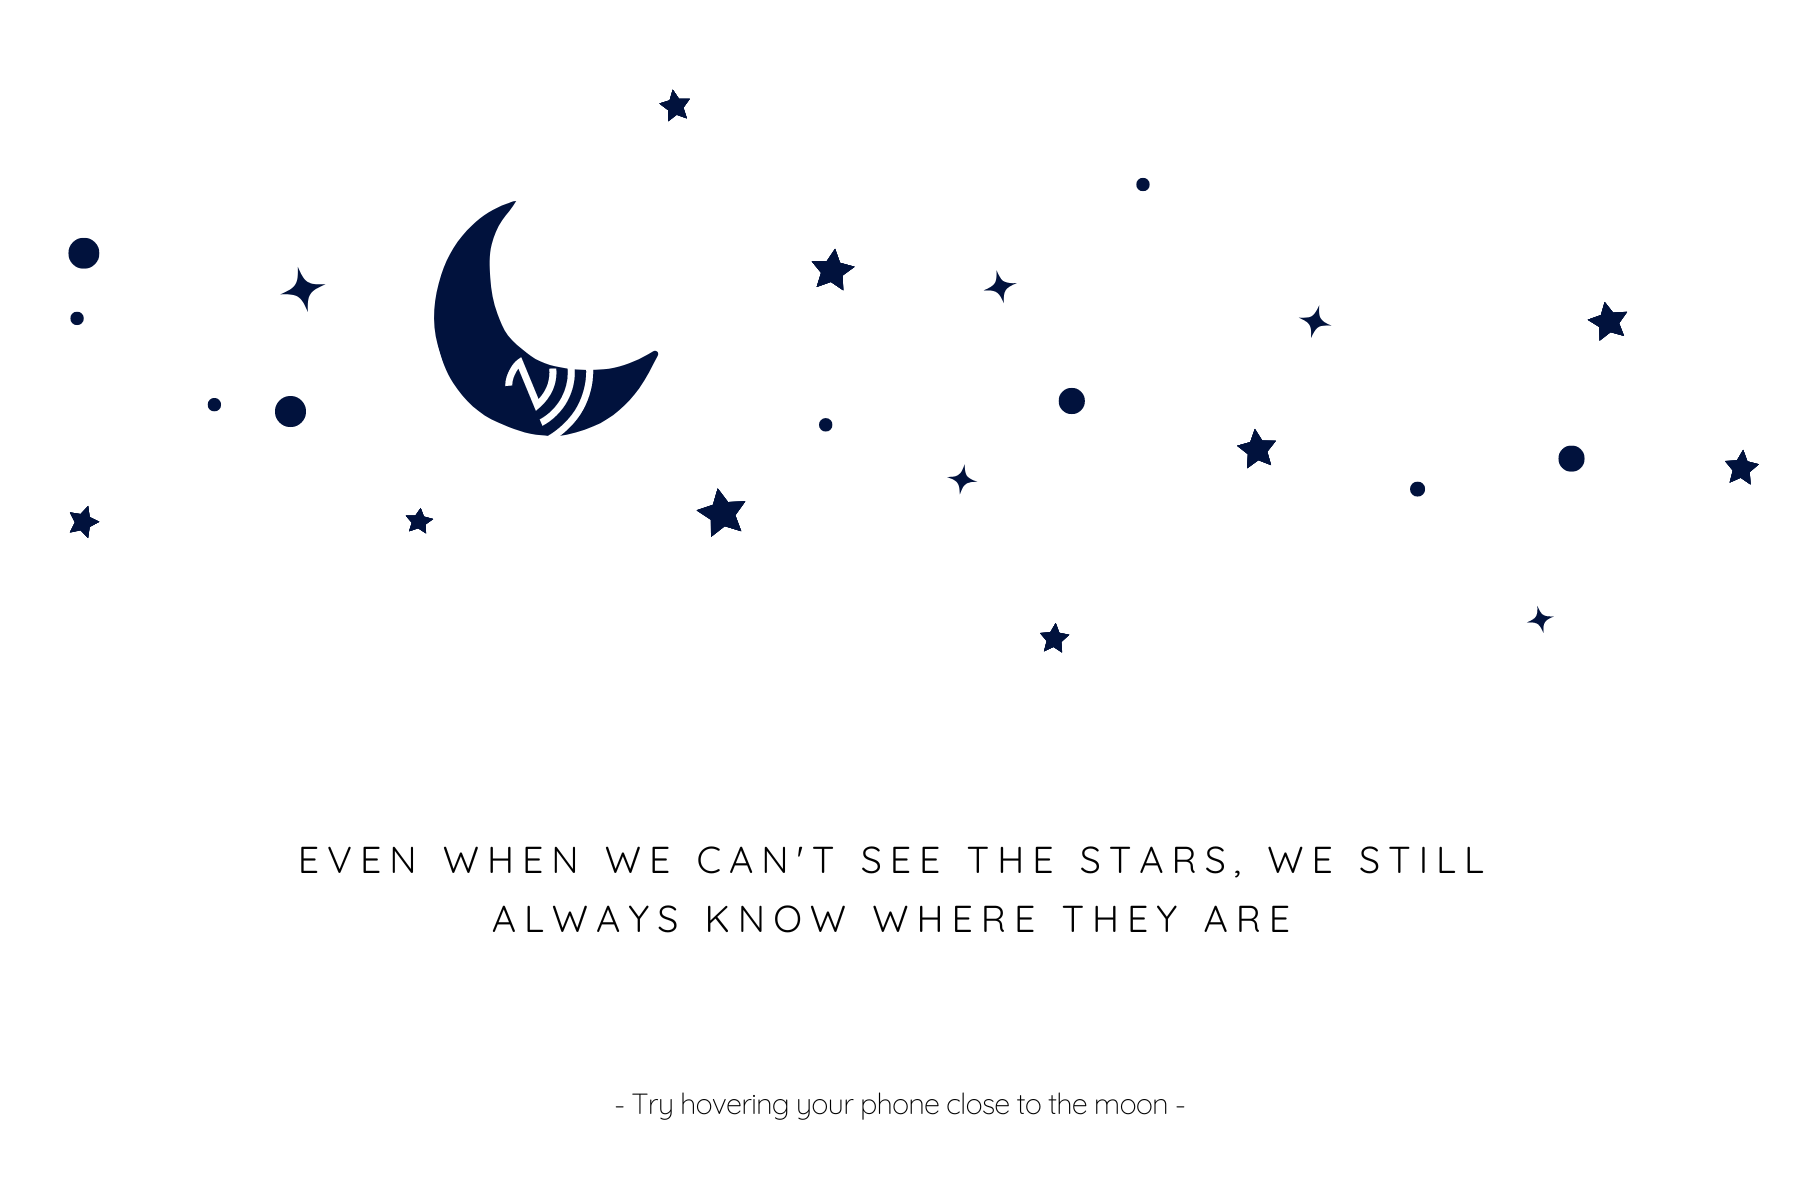 EVEN WHEN WE CAN'T SEE THE STARS, WE STILL
ALWAYS KNOW WHERE THEY ARE
- Try hovering your phone close to the moon -